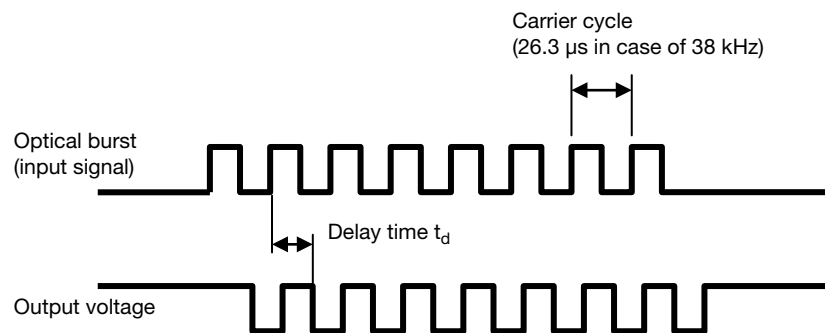 Carrier cycle
(26.3 µs in case of 38 kHz)
Optical burst
(input signal)
Delay time td
Output voltage